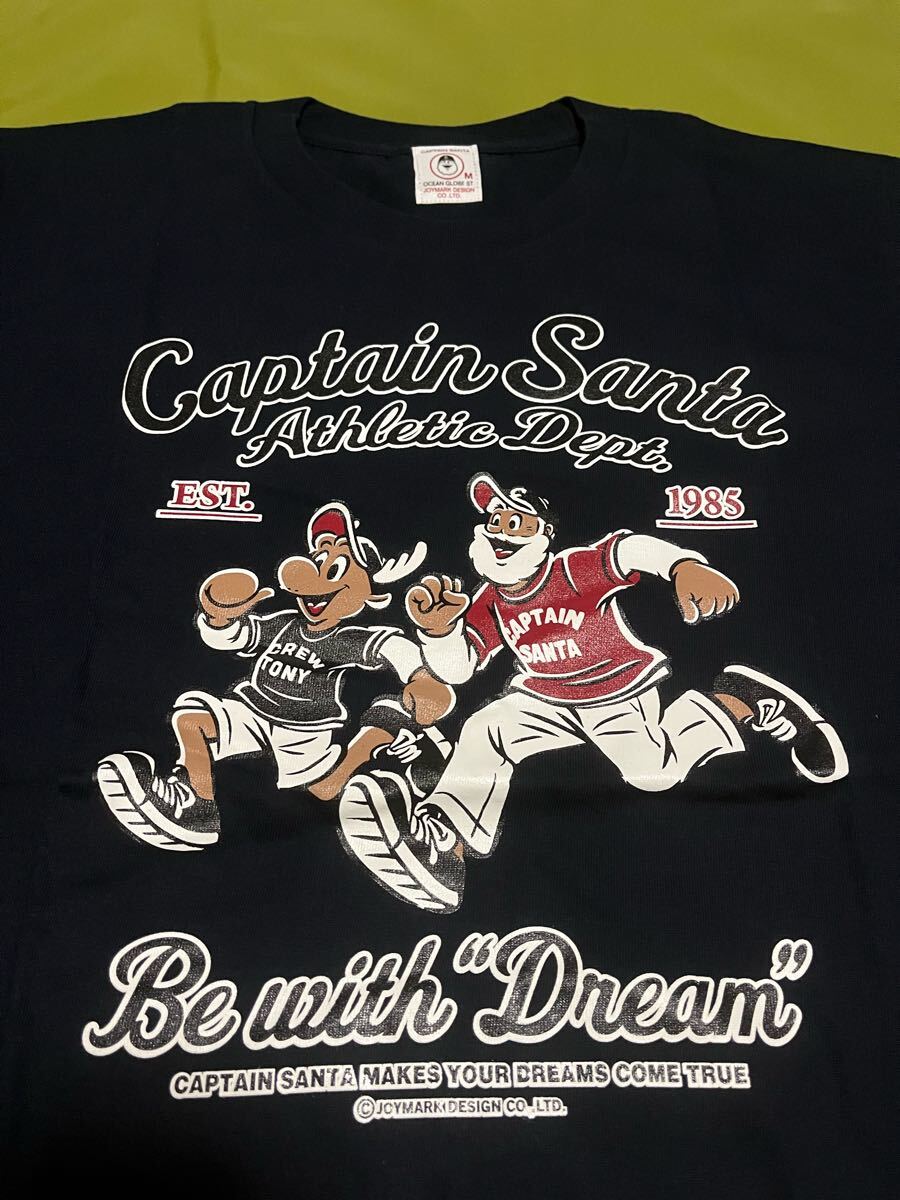 CAPTAIN SANTA
M
OCEAN GLOBE ST
JOYMARK DESIGN
CO.,LTD.
Captain Santa
Athletic Dept.
EST.
1985
CREW
TONY
CAPTAIN
SANTA
Be with "Dream"
CAPTAIN SANTA MAKES YOUR DREAMS COME TRUE
©JOYMARK DESIGN CO.,LTD.